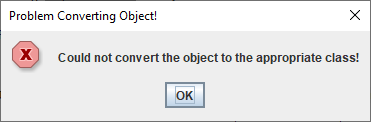 Problem Converting Object!
Could not convert the object to the appropriate class!
OK